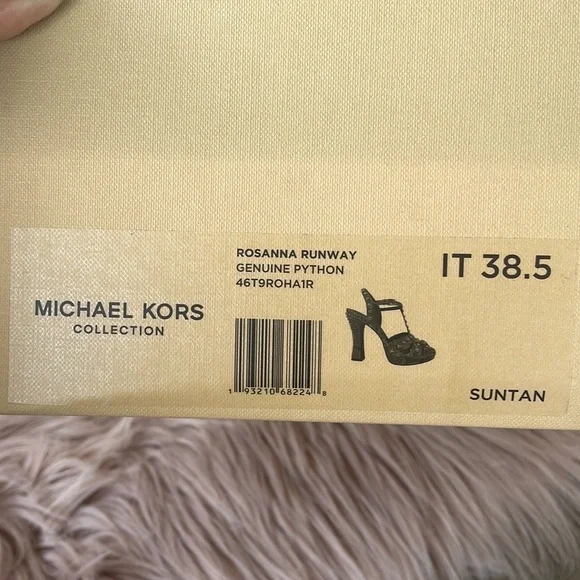 MICHAEL KORS
COLLECTION
ROSANNA RUNWAY
GENUINE PYTHON
46T9ROHA1R
1 93210 68224 8
IT 38.5
SUNTAN